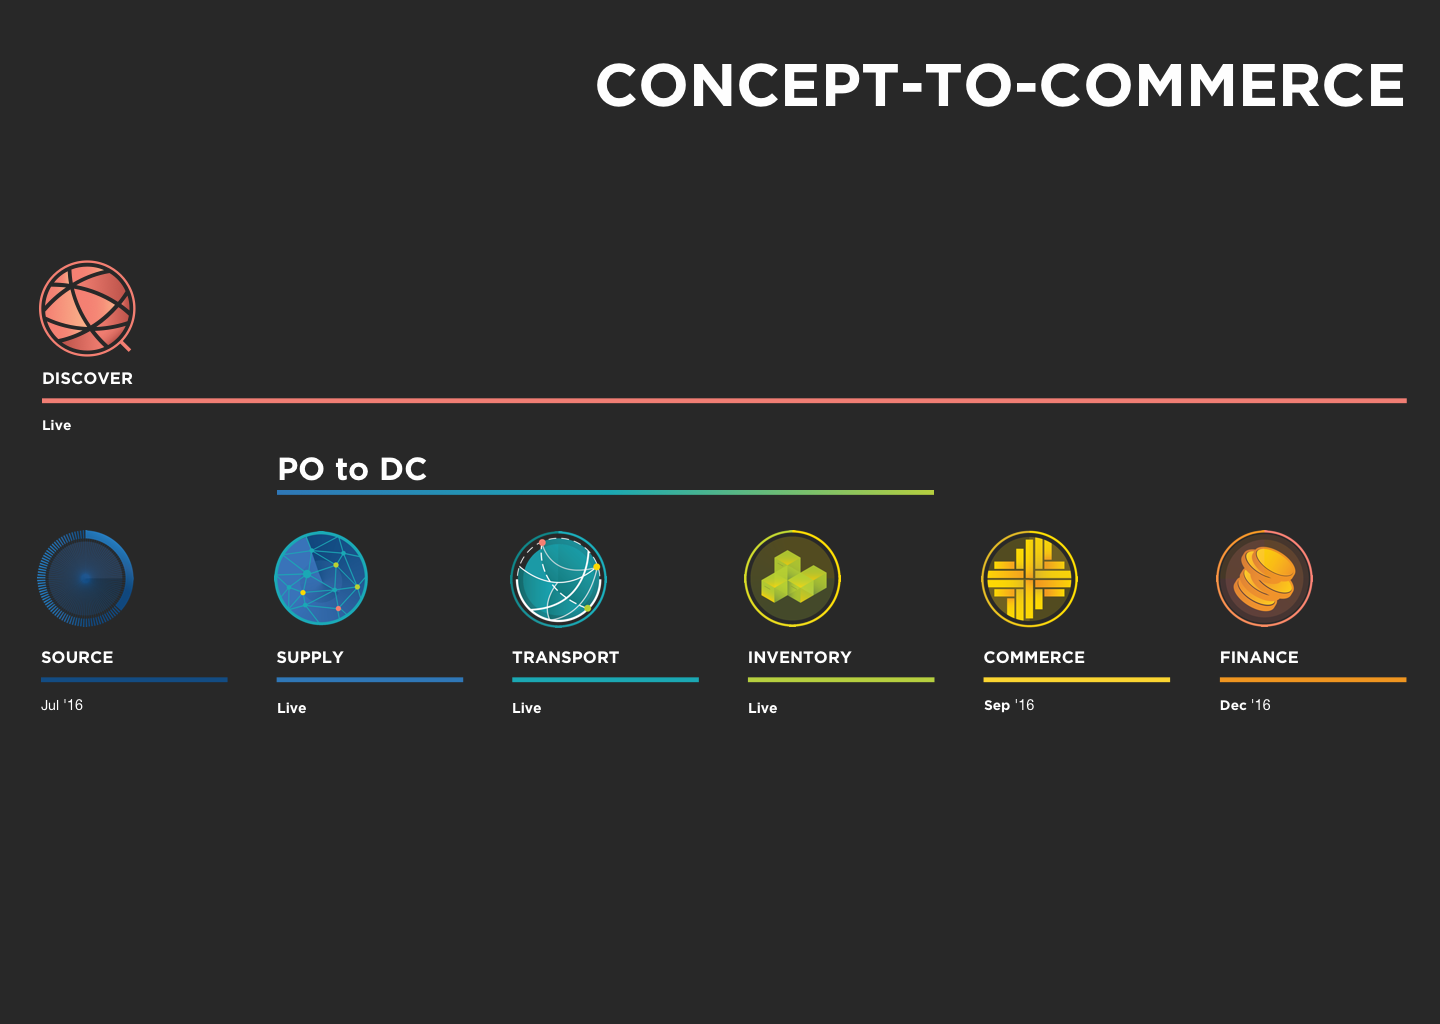 CONCEPT-TO-COMMERCE
DISCOVER
Live
PO to DC
SOURCE
SUPPLY
TRANSPORT
INVENTORY
COMMERCE
FINANCE
Jul '16
Live
Live
Live
Sep '16
Dec '16